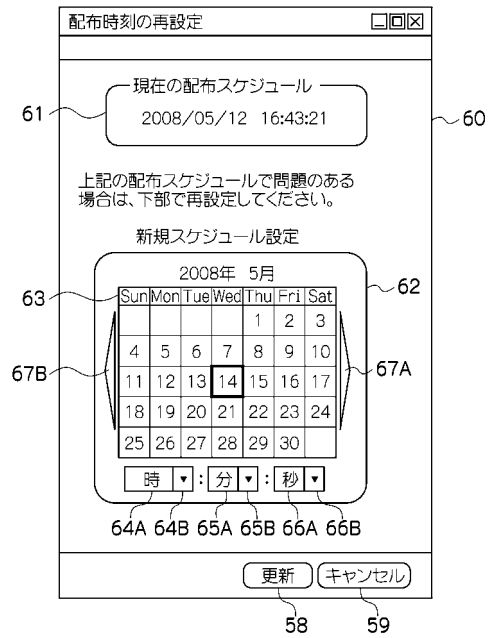 配布時刻の再設定
現在の配布スケジュール
61
2008/05/12 16:43:21
60
上記の配布スケジュールで問題のある
場合は、下部で再設定してください。
新規スケジュール設定
62
2008年 5月
63
Sun Mon Tue Wed Thu Fri Sat
1 2 3
4 5 6 7 8 9 10
67B
67A
11 12 13 14 15 16 17
18 19 20 21 22 23 24
25 26 27 28 29 30
時 ▼ : 分 ▼ : 秒 ▼
64A 64B 65A 65B 66A 66B
更新 キャンセル
58 59